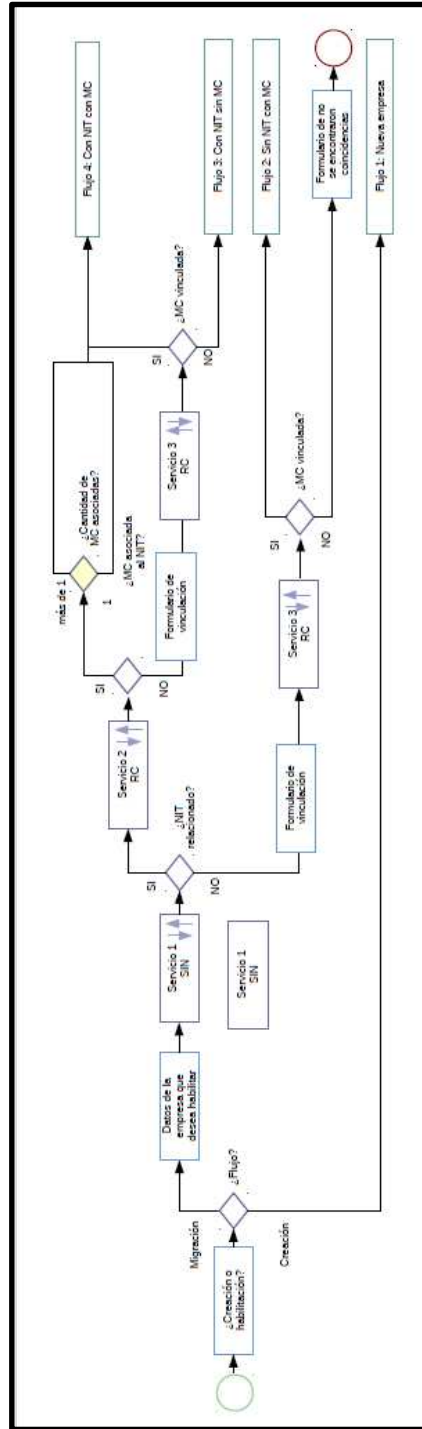 ¿Creación o
habilitación?
¿Flujo?
Migración
Creación
Datos de la
empresa que
desea habilitar
Servicio 1
SIN
Servicio 1
SIN
¿NIT
relacionado?
SI
NO
Servicio 2
RC
Formulario de
vinculación
SI
NO
¿MC asociada
al NIT?
más de 1
1
¿Cantidad de
MC asociadas?
Formulario de
vinculación
Servicio 3
RC
Servicio 3
RC
¿MC vinculada?
SI
NO
¿MC vinculada?
SI
NO
Flujo 4: Con NIT con MC
Flujo 3: Con NIT sin MC
Flujo 2: Sin NIT con MC
Formulario de no
se encontraron
coincidencias
Flujo 1: Nueva empresa